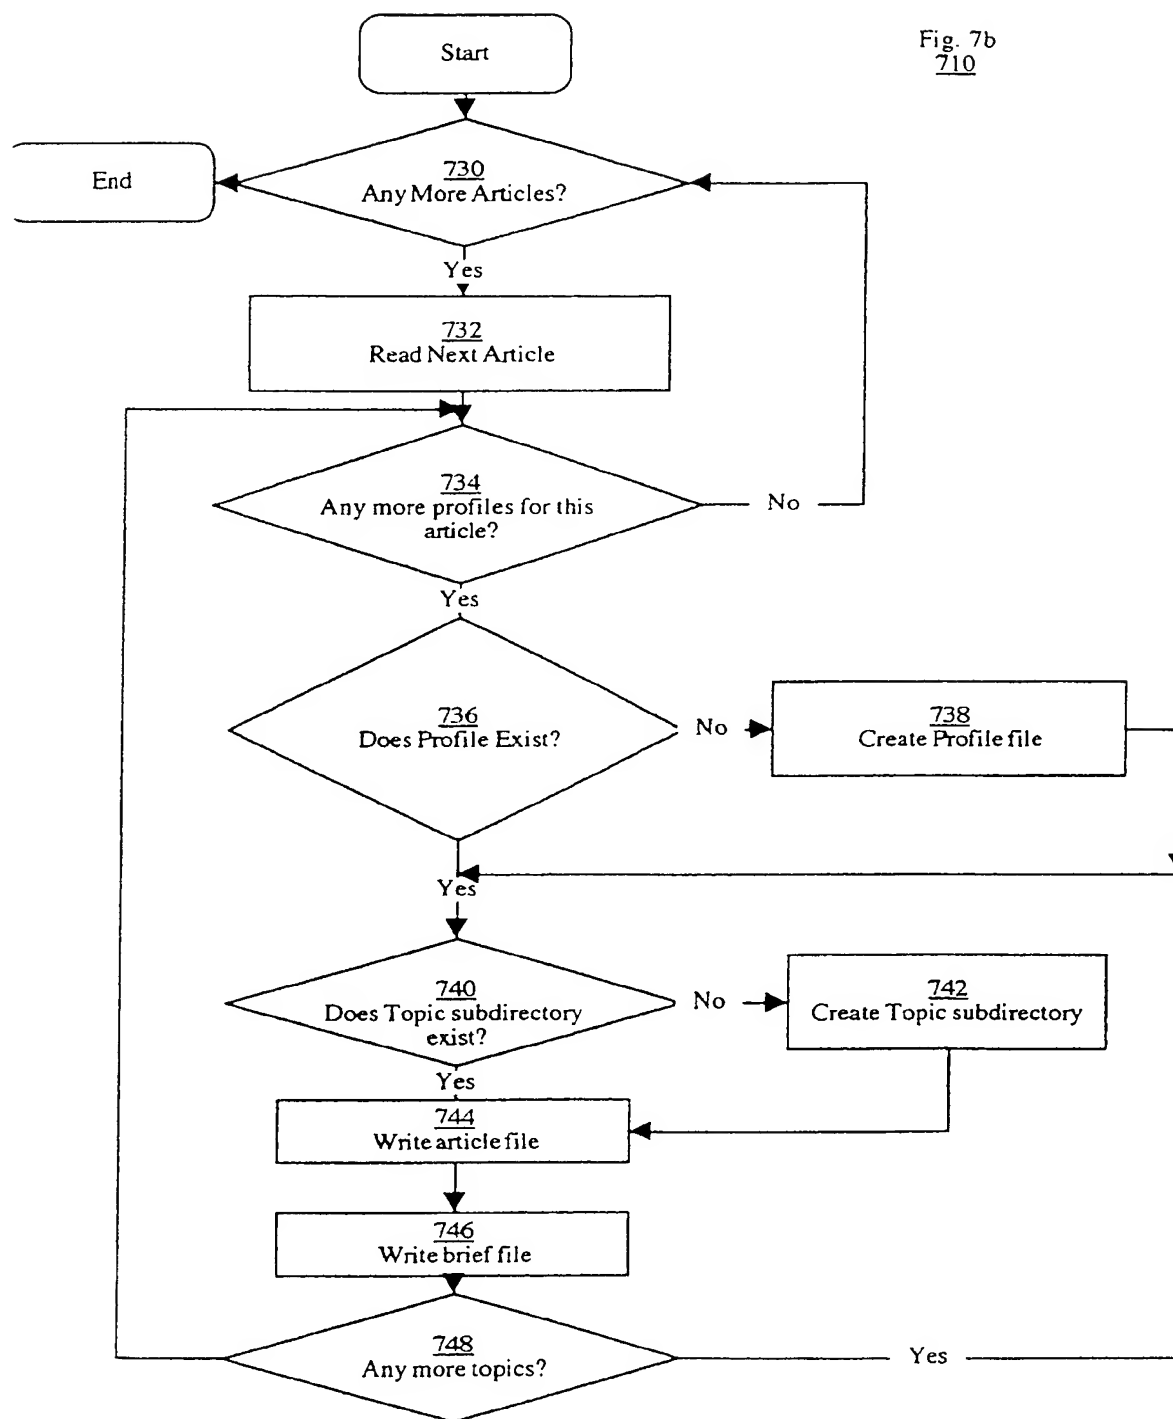 Fig. 7b
710
Start
End
730
Any More Articles?
Yes
732
Read Next Article
734
Any more profiles for this
article?
No
Yes
736
Does Profile Exist?
No
738
Create Profile file
Yes
740
Does Topic subdirectory
exist?
No
742
Create Topic subdirectory
Yes
744
Write article file
746
Write brief file
748
Any more topics?
Yes